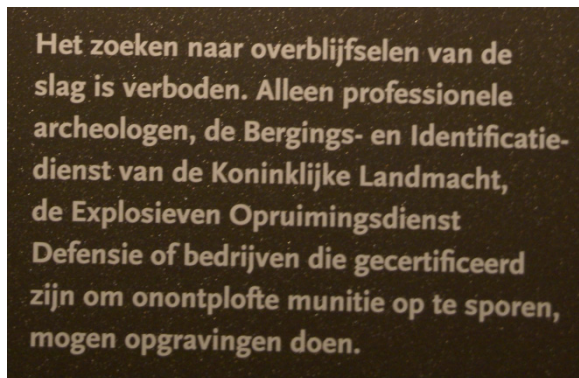 Het zoeken naar overblijfselen van de
slag is verboden. Alleen professionele
archeologen, de Bergings- en Identificatie-
dienst van de Koninklijke Landmacht,
de Explosieven Opruimingsdienst
Defensie of bedrijven die gecertificeerd
zijn om onontplofte munitie op te sporen,
mogen opgravingen doen.